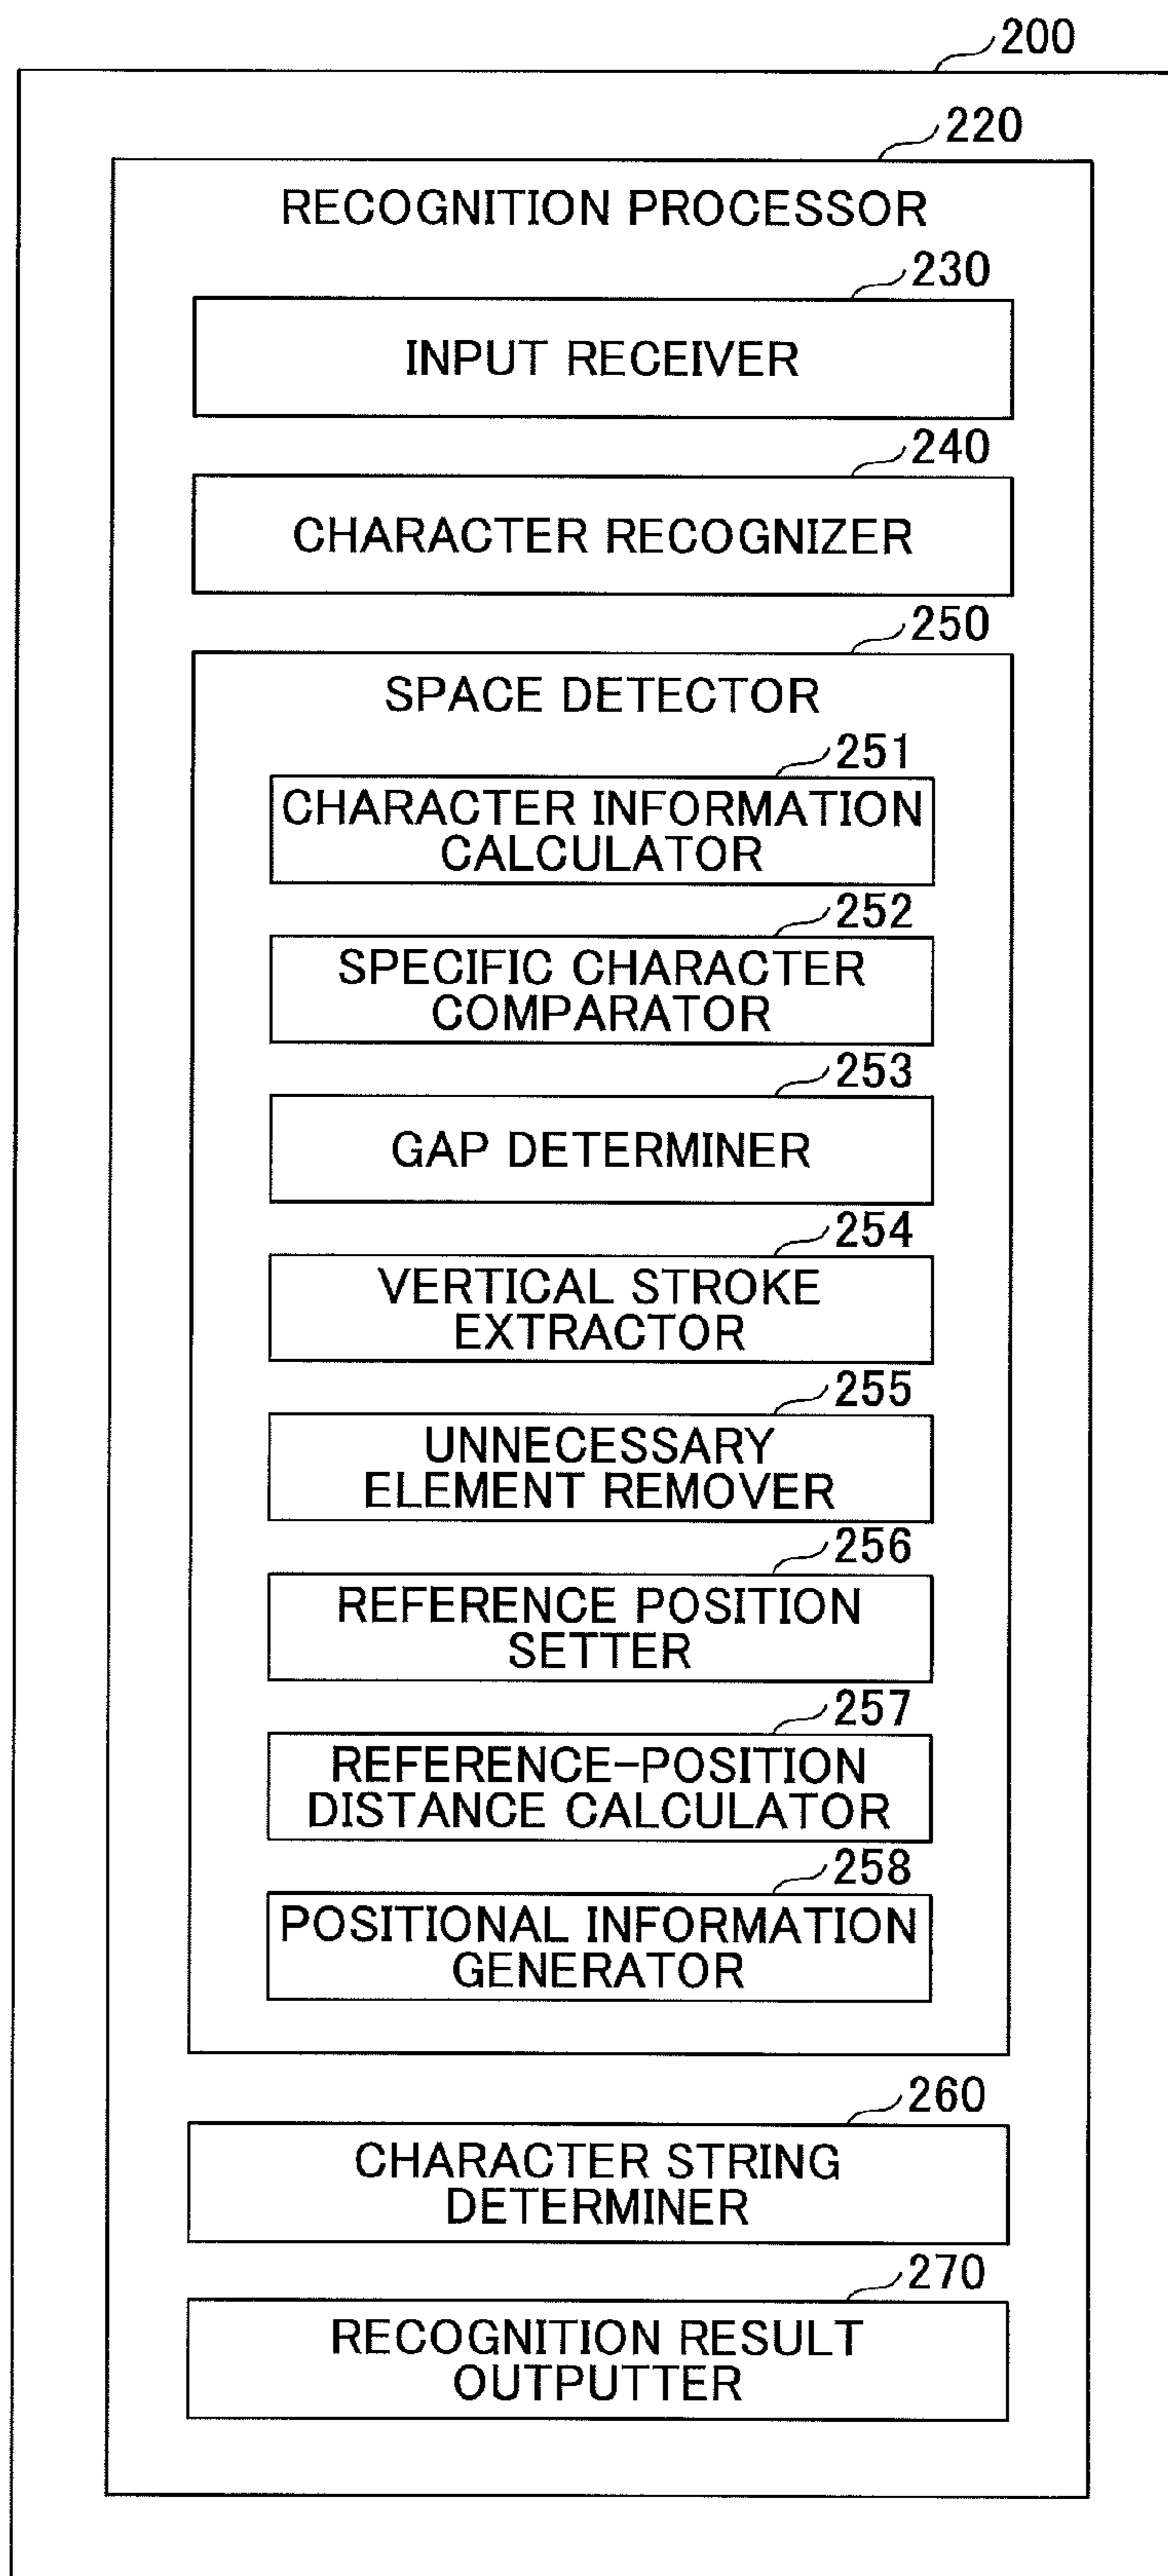 200
220
RECOGNITION PROCESSOR
230
INPUT RECEIVER
240
CHARACTER RECOGNIZER
250
SPACE DETECTOR
251
CHARACTER INFORMATION
CALCULATOR
252
SPECIFIC CHARACTER
COMPARATOR
253
GAP DETERMINER
254
VERTICAL STROKE
EXTRACTOR
255
UNNECESSARY
ELEMENT REMOVER
256
REFERENCE POSITION
SETTER
257
REFERENCE-POSITION
DISTANCE CALCULATOR
258
POSITIONAL INFORMATION
GENERATOR
260
CHARACTER STRING
DETERMINER
270
RECOGNITION RESULT
OUTPUTTER